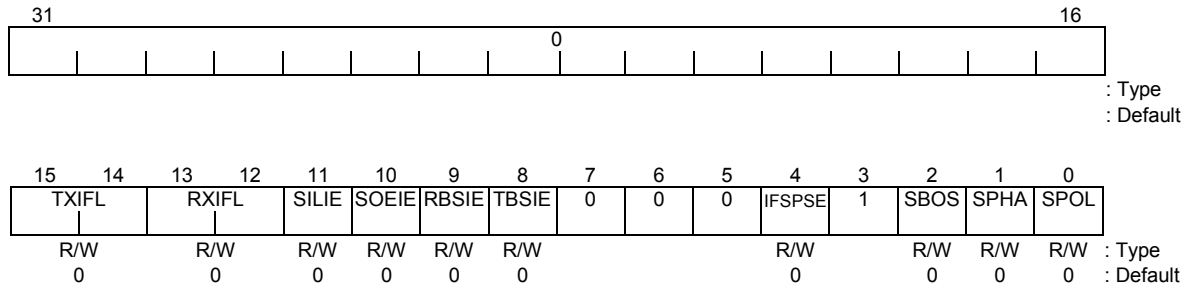 31 16
0
: Type
: Default
15 14 13 12 11 10 9 8 7 6 5 4 3 2 1 0
TXIFL RXIFL SILIE SOEIE RBSIE TBSIE 0 0 0 IFSPSE 1 SBOS SPHA SPOL
R/W R/W R/W R/W R/W R/W R/W R/W R/W R/W : Type
0 0 0 0 0 0 0 0 0 0 : Default